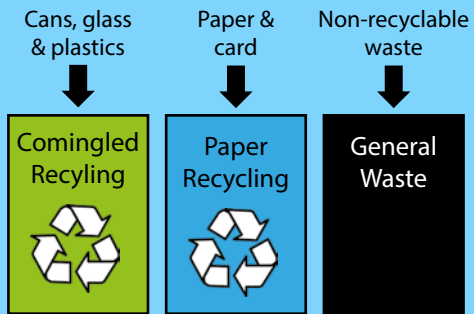 Cans, glass
& plastics
Paper &
card
Non-recyclable
waste
Comingled
Recyling
Paper
Recycling
General
Waste